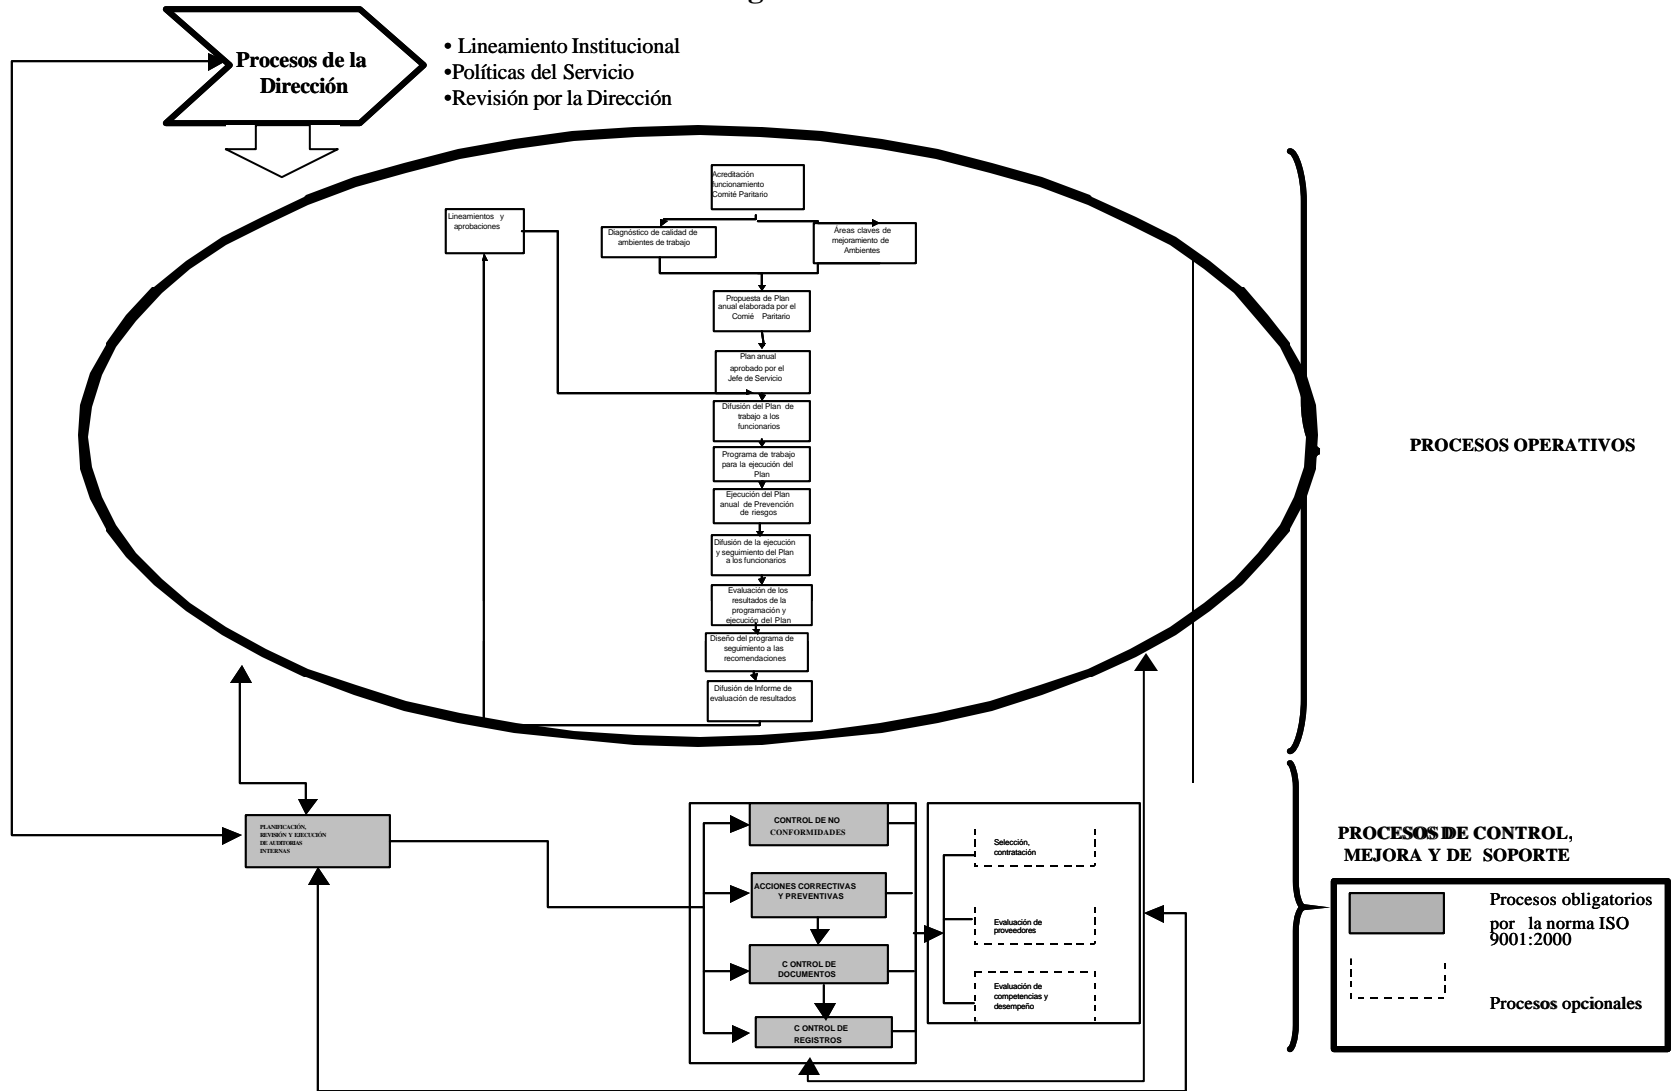 Procesos de la
Dirección
• Lineamiento Institucional
•Políticas del Servicio
•Revisión por la Dirección
Acreditación
funcionamiento
Comité Paritario
Lineamientos y
aprobaciones
Diagnóstico de calidad de
ambientes de trabajo
Áreas claves de
mejoramiento de
Ambientes
Propuesta de Plan
anual elaborada por el
Comié Paritario
Plan anual
aprobado por el
Jefe de Servicio
Difusión del Plan de
trabajo a los
funcionarios
Programa de trabajo
para la ejecución del
Plan
Ejecución del Plan
anual de Prevención
de riesgos
Difusión de la ejecución
y seguimiento del Plan
a los funcionarios
Evaluación de los
resultados de la
programación y
ejecución del Plan
Diseño del programa de
seguimiento a las
recomendaciones
Difusión de Informe de
evaluación de resultados
PROCESOS OPERATIVOS
PLANIFICACIÓN,
REVISIÓN Y EJECUCIÓN
DE AUDITORIAS
INTERNAS
CONTROL DE NO
CONFORMIDADES
ACCIONES CORRECTIVAS
Y PREVENTIVAS
C ONTROL DE
DOCUMENTOS
C ONTROL DE
REGISTROS
Selección,
contratación
Evaluación de
proveedores
Evaluación de
competencias y
desempeño
PROCESOS DE CONTROL,
MEJORA Y DE SOPORTE
Procesos obligatorios
por la norma ISO
9001:2000
Procesos opcionales